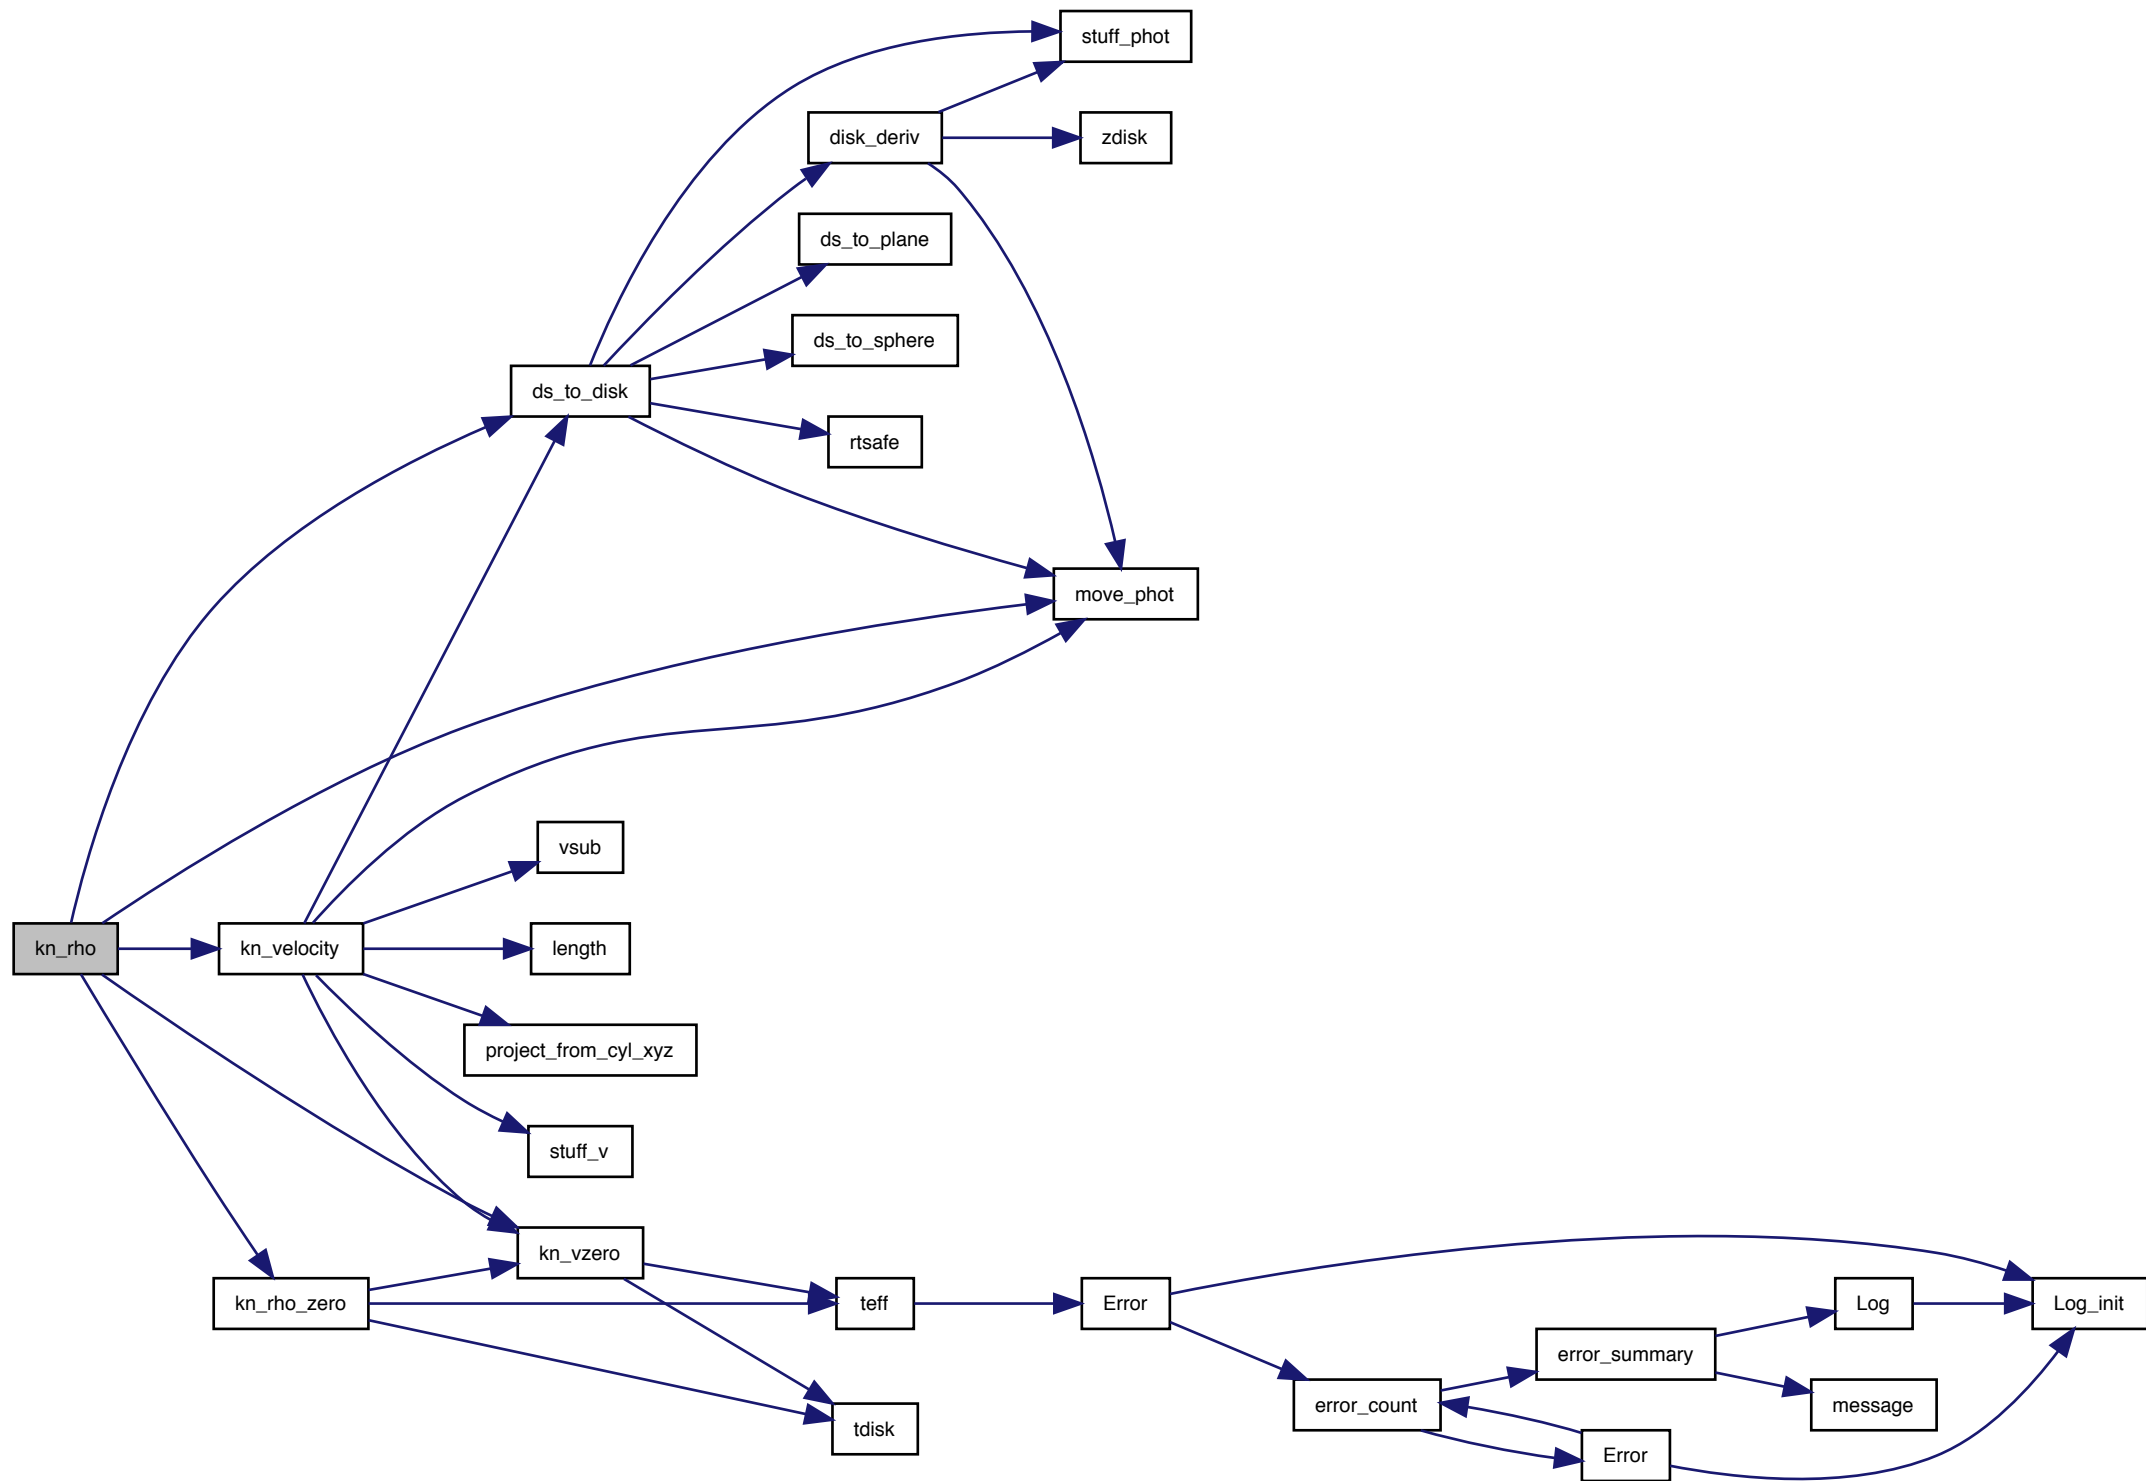 stuff_phot
disk_deriv
zdisk
ds_to_plane
ds_to_sphere
ds_to_disk
rtsafe
move_phot
vsub
kn_rho
kn_velocity
length
project_from_cyl_xyz
stuff_v
kn_vzero
kn_rho_zero
teff
Error
Log
Log_init
error_summary
error_count
message
tdisk
Error